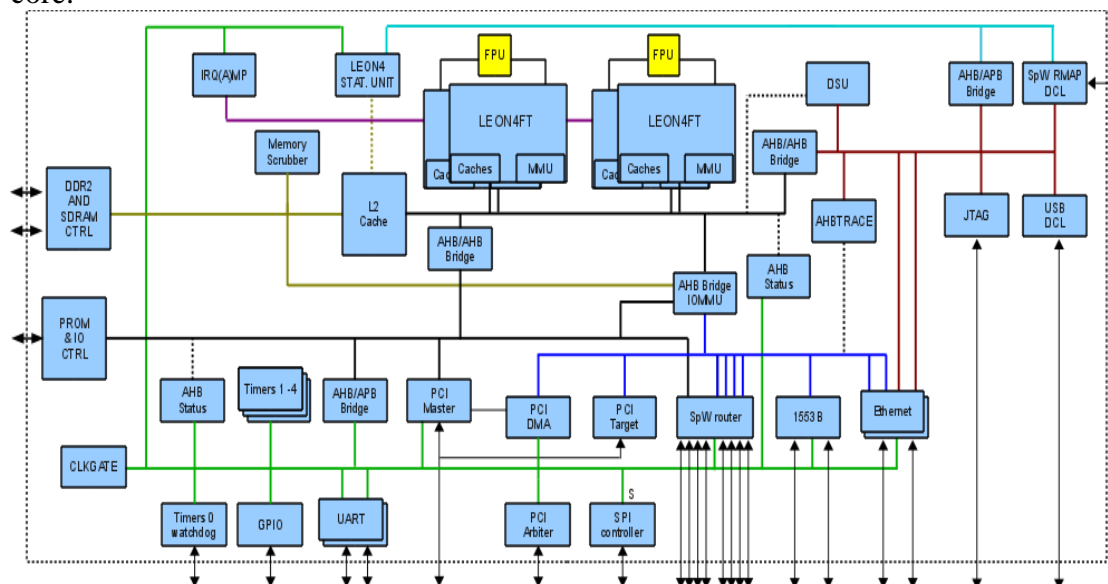 core.
FPU
FPU
IRQ(A)MP
LEON4
STAT. UNIT
LEON4FT
LEON4FT
DSU
AHB/APB
Bridge
SpW RMAP
DCL
Memory
Scrubber
AHB/AHB
Bridge
Cac
Caches
MMU
Cac
Caches
MMU
DDR2
AND
SDRAM
CTRL
L2
Cache
AHB/AHB
Bridge
AHBTRACE
JTAG
USB
DCL
AHB Bridge
IOMMU
AHB
Status
PROM
& IO
CTRL
AHB
Status
Timers 1 -4
AHB/APB
Bridge
PCI
Master
PCI
DMA
PCI
Target
SpW router
1553 B
Ethernet
CLKGATE
Timers 0
watchdog
GPIO
UART
PCI
Arbiter
S
SPI
controller